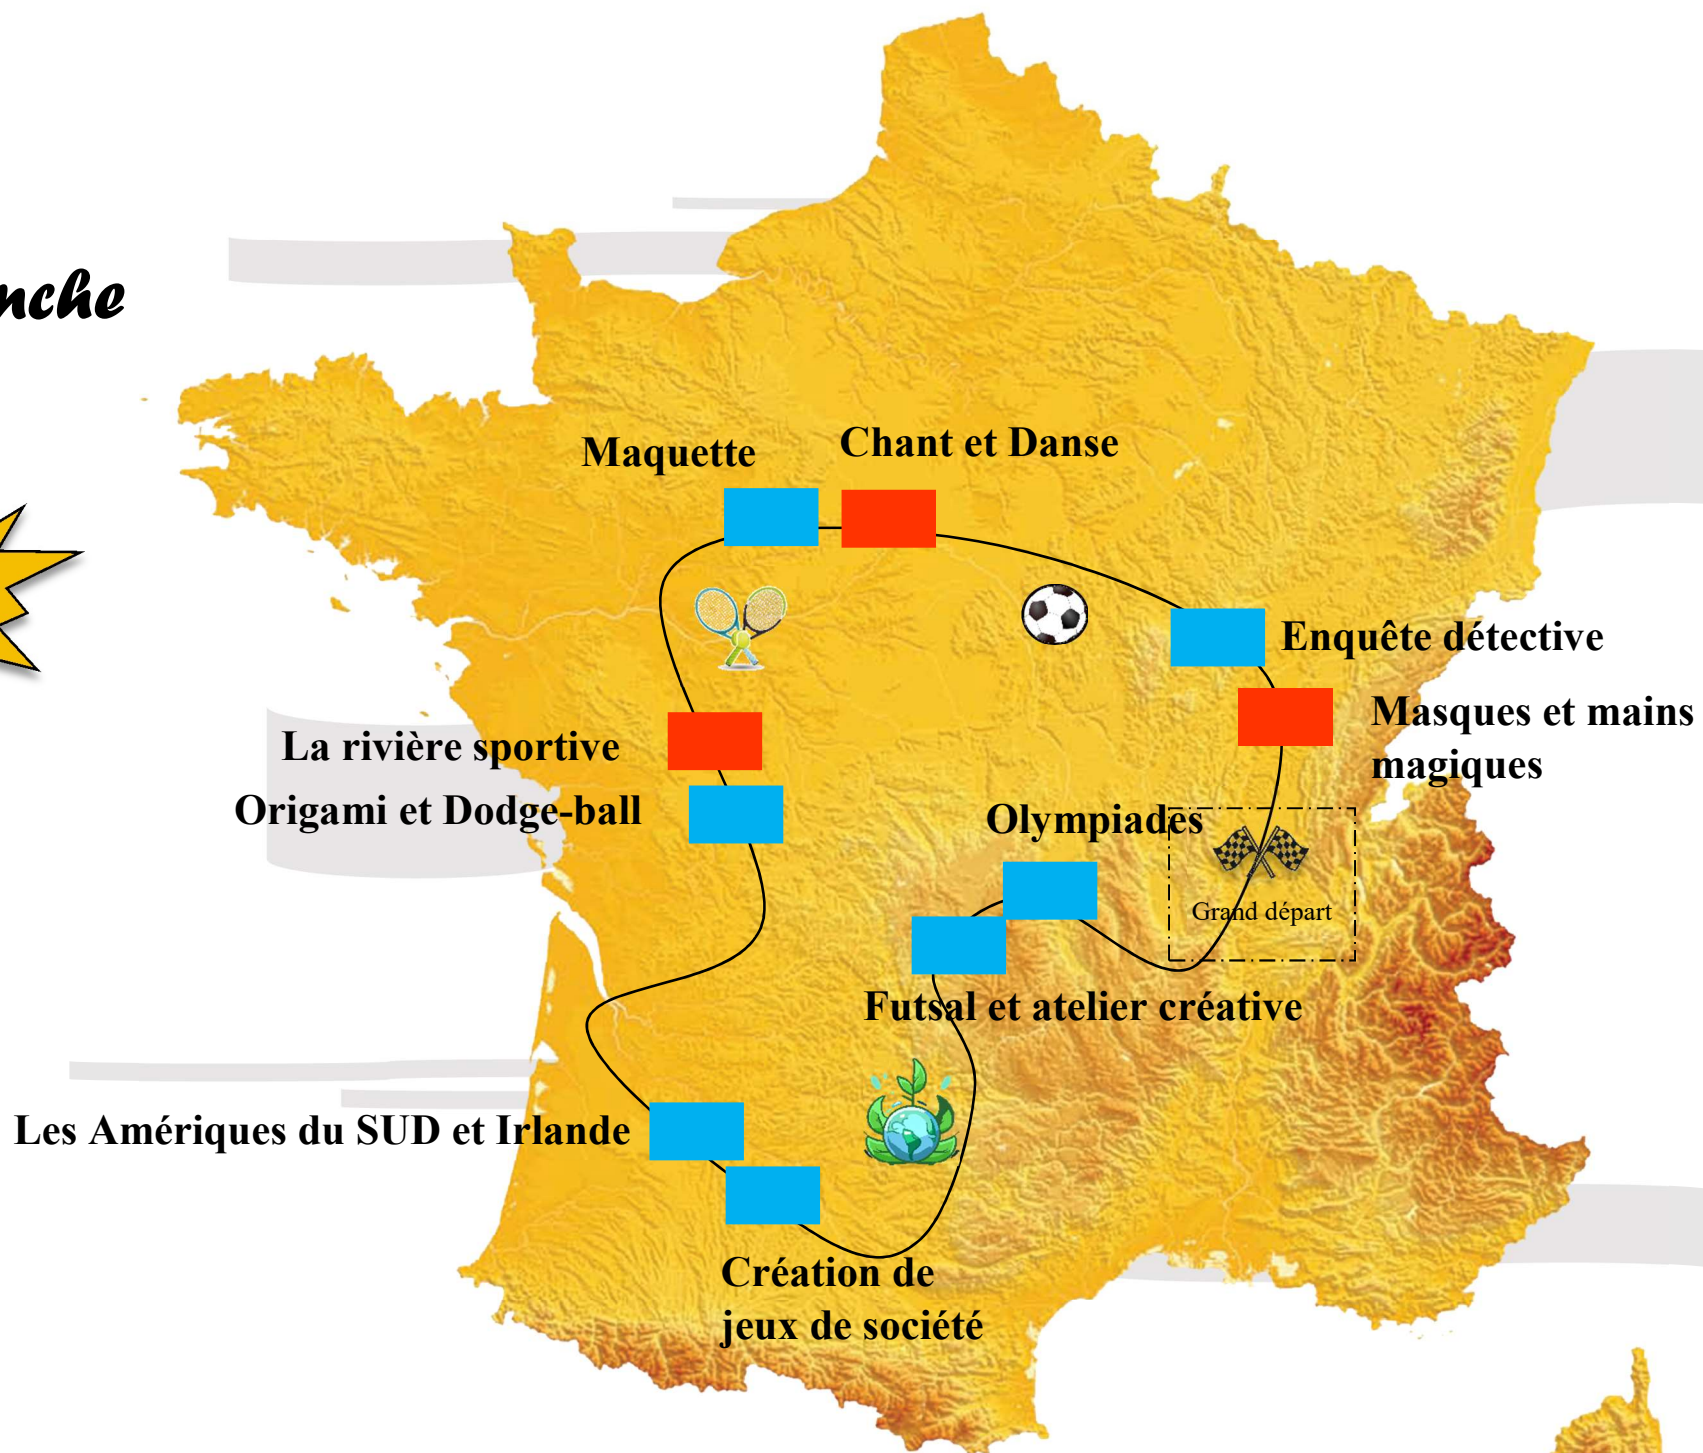 Maquette
Chant et Danse
Enquête détective
Masques et mains
magiques
La rivière sportive
Origami et Dodge-ball
Olympiades
Grand départ
Futsal et atelier créative
Les Amériques du SUD et Irlande
Création de
jeux de société